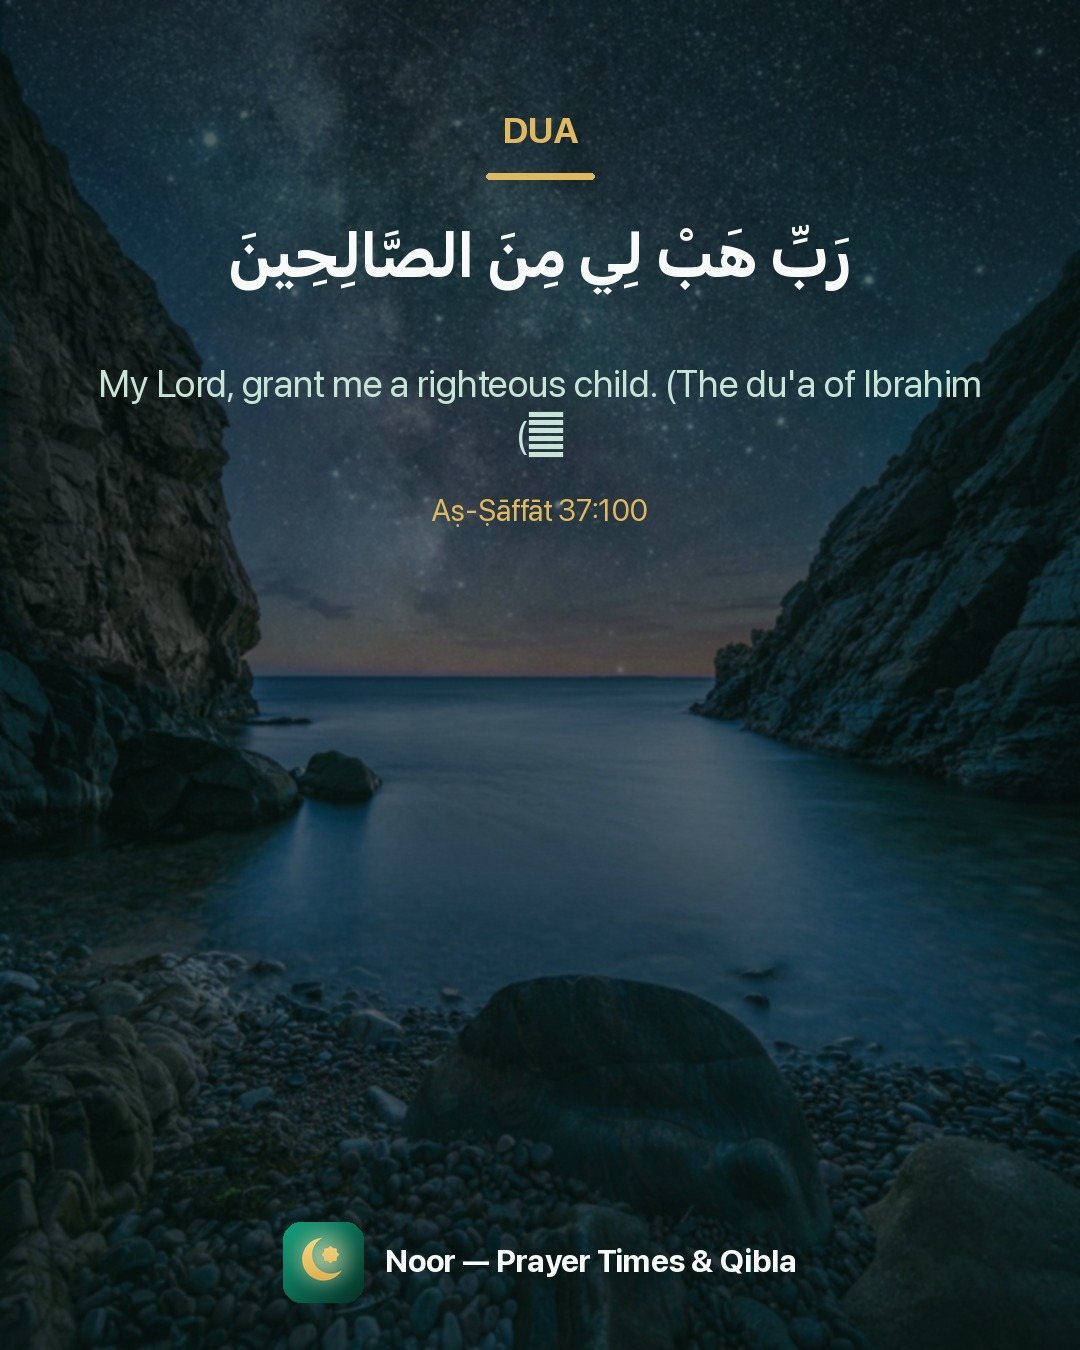 DUA
رَبِّ هَبْ لِي مِنَ الصَّالِحِينَ
My Lord, grant me a righteous child. (The du'a of Ibrahim
(
Aṣ-Ṣāffāt 37:100
Noor — Prayer Times & Qibla